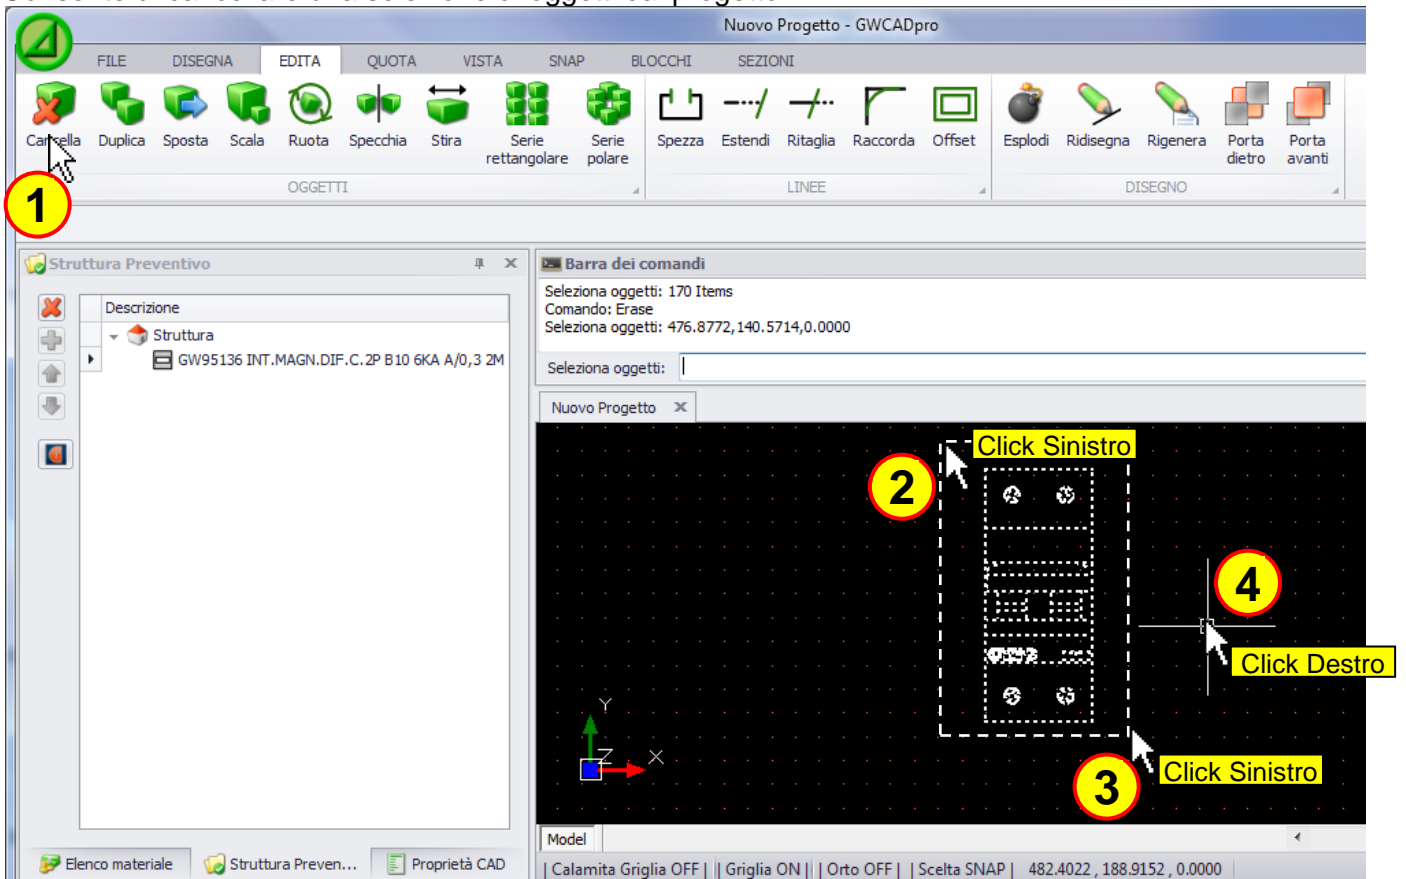 Nuovo Progetto - GWCADpro
FILE DISEGNA EDITA QUOTA VISTA SNAP BLOCCHI SEZIONI
Cancella Duplica Sposta Scala Ruota Specchia Stira Serie rettangolare Serie polare Spezza Estendi Ritaglia Raccorda Offset Esplodi Ridisegna Rigenera Porta dietro Porta avanti
1
OGGETTI LINEE DISEGNO
Struttura Preventivo
Descrizione
Struttura
GW95136 INT.MAGN.DIF.C.2P B10 6KA A/0,3 2M
Barra dei comandi
Seleziona oggetti: 170 Items
Comando: Erase
Seleziona oggetti: 476.8772,140.5714,0.0000
Seleziona oggetti:
Nuovo Progetto
Click Sinistro
2
4
Click Destro
Y
Z X
3
Click Sinistro
Model
Elenco materiale Struttura Preven... Proprietà CAD
| Calamita Griglia OFF | | Griglia ON | | Orto OFF | | Scelta SNAP | 482.4022 , 188.9152 , 0.0000